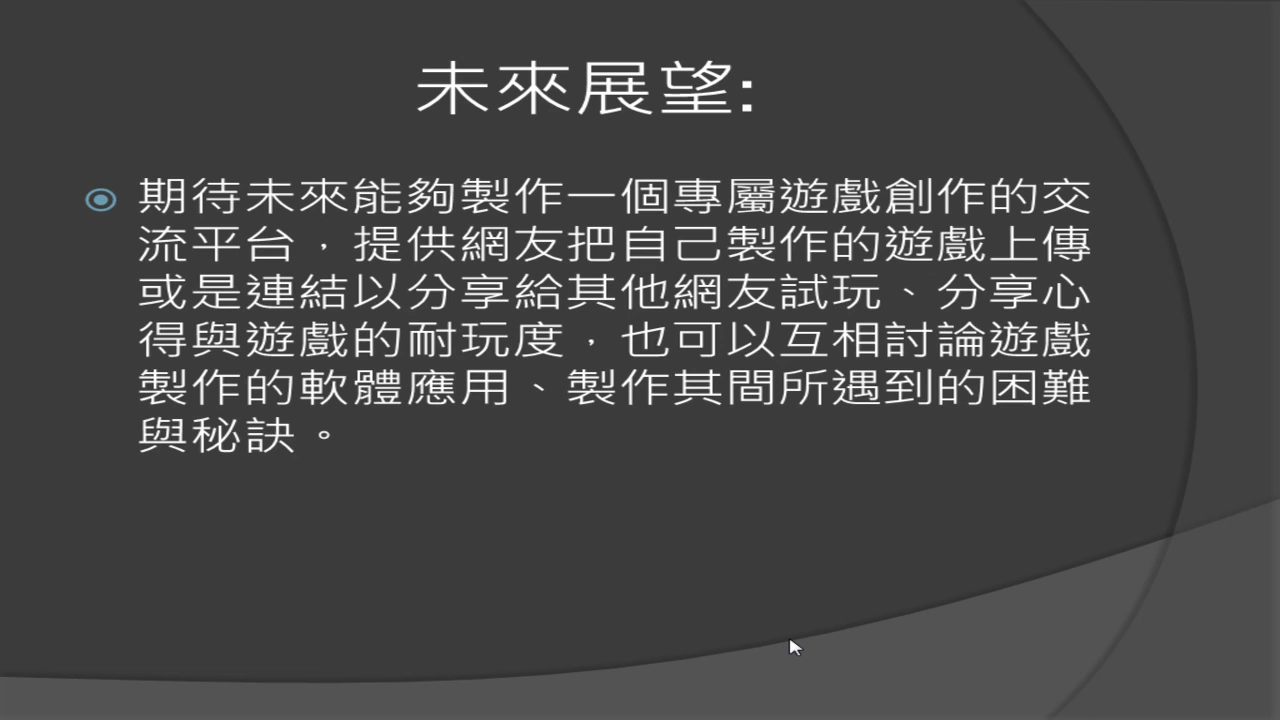 未來展望:
期待未來能夠製作一個專屬遊戲創作的交
流平台，提供網友把自己製作的遊戲上傳
或是連結以分享給其他網友試玩、分享心
得與遊戲的耐玩度，也可以互相討論遊戲
製作的軟體應用、製作其間所遇到的困難
與秘訣。